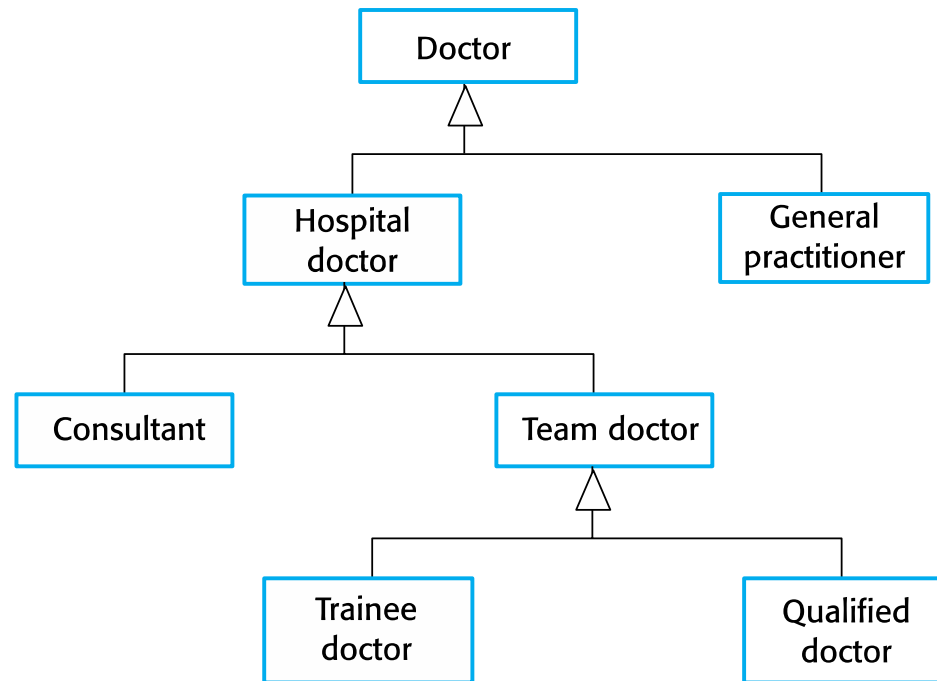 Doctor
Hospital
doctor
General
practitioner
Consultant
Team doctor
Trainee
doctor
Qualified
doctor